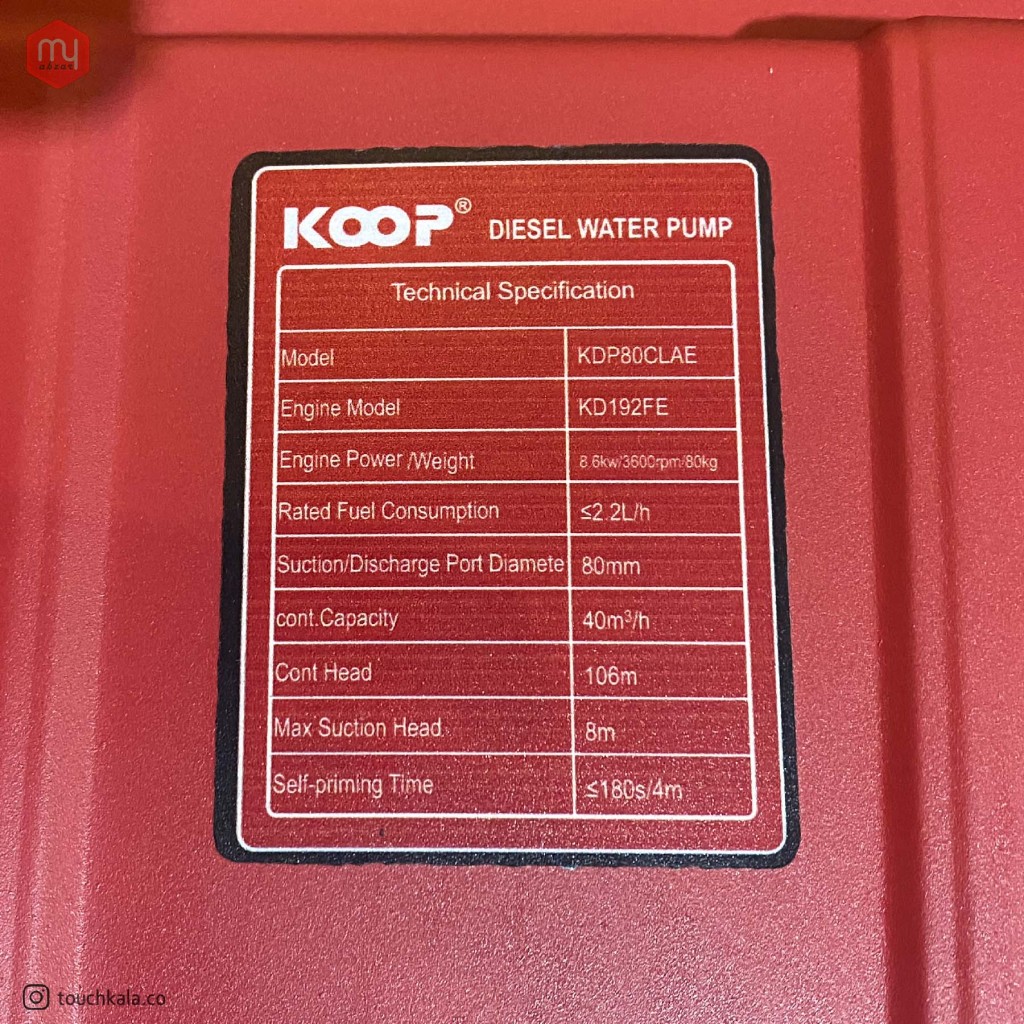 my
abzar
KOOP® DIESEL WATER PUMP
Technical Specification
Model KDP80CLAE
Engine Model KD192FE
Engine Power /Weight 8.6kw/3600rpm/80kg
Rated Fuel Consumption ≤2.2L/h
Suction/Discharge Port Diamete 80mm
cont.Capacity 40m³/h
Cont Head 106m
Max Suction Head 8m
Self-priming Time ≤180s/4m
touchkala.co